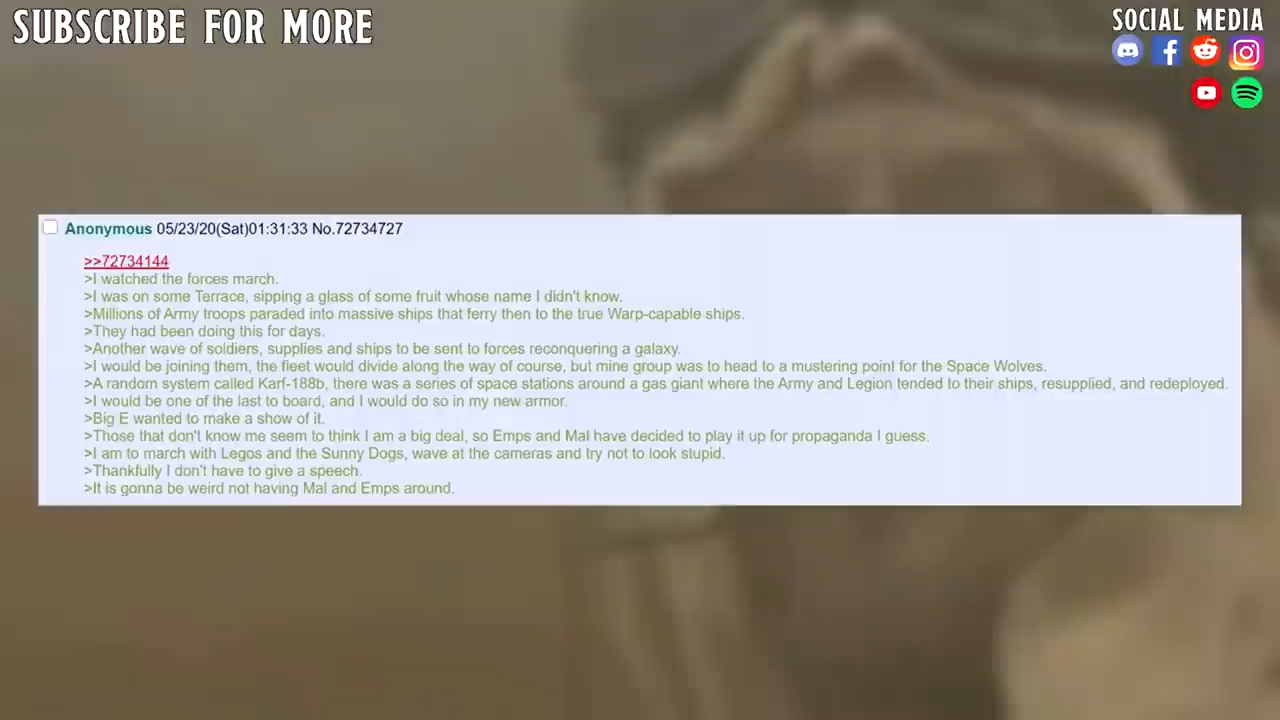 SUBSCRIBE FOR MORE
SOCIAL MEDIA
Anonymous 05/23/20(Sat)01:31:33 No.72734727
>>72734144
>I watched the forces march.
>I was on some Terrace, sipping a glass of some fruit whose name I didn't know.
>Millions of Army troops paraded into massive ships that ferry then to the true Warp-capable ships.
>They had been doing this for days.
>Another wave of soldiers, supplies and ships to be sent to forces reconquering a galaxy.
>I would be joining them, the fleet would divide along the way of course, but mine group was to head to a mustering point for the Space Wolves.
>A random system called Karf-188b, there was a series of space stations around a gas giant where the Army and Legion tended to their ships, resupplied, and redeployed.
>I would be one of the last to board, and I would do so in my new armor.
>Big E wanted to make a show of it.
>Those that don't know me seem to think I am a big deal, so Emps and Mal have decided to play it up for propaganda I guess.
>I am to march with Legos and the Sunny Dogs, wave at the cameras and try not to look stupid.
>Thankfully I don't have to give a speech.
>It is gonna be weird not having Mal and Emps around.